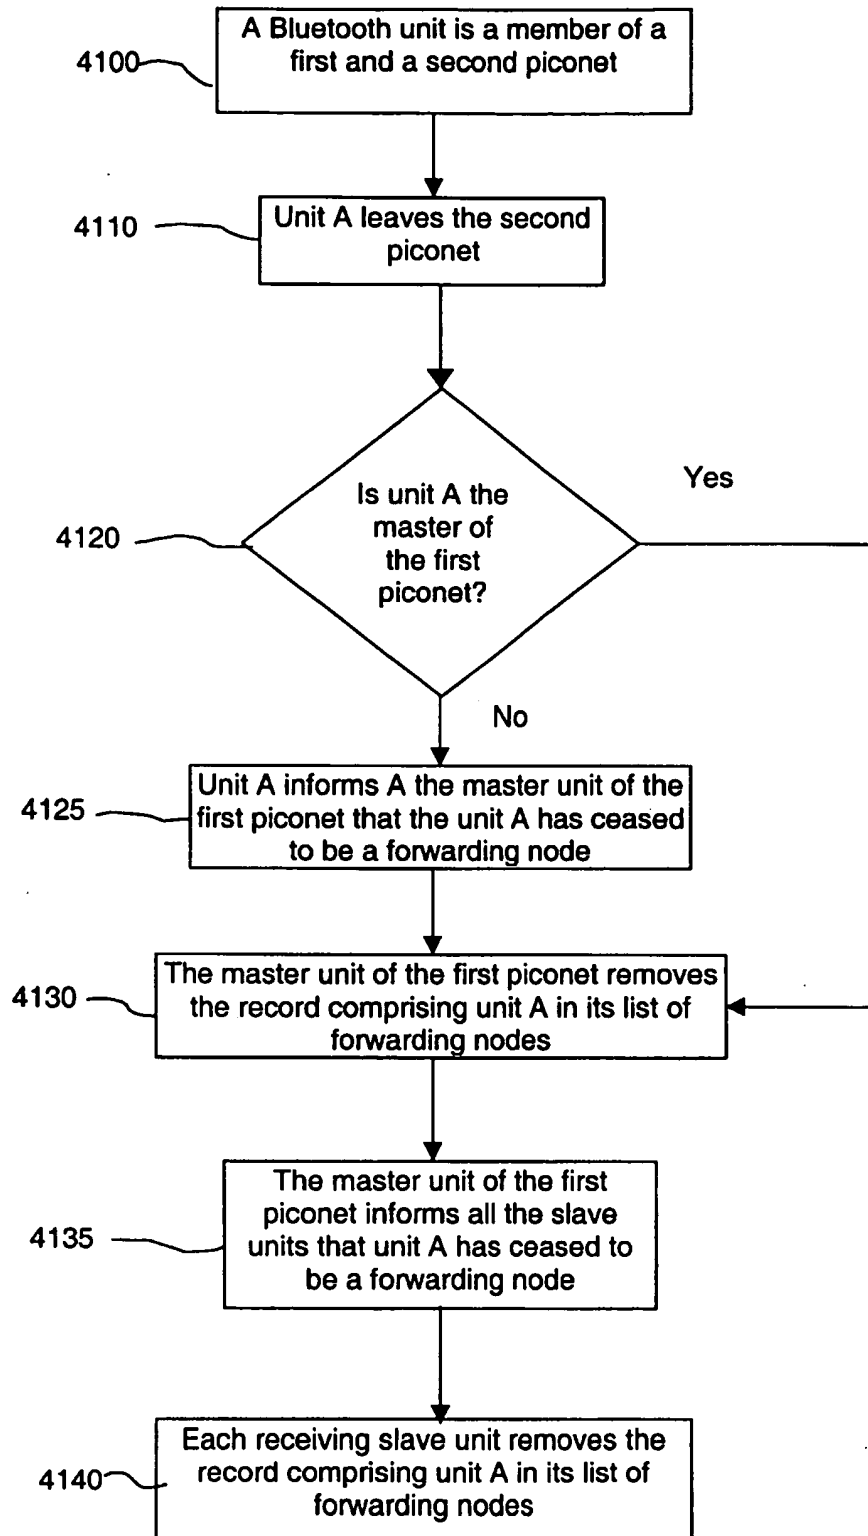 A Bluetooth unit is a member of a
first and a second piconet
4100
Unit A leaves the second
piconet
4110
Is unit A the
master of
the first
piconet?
4120
Yes
No
Unit A informs A the master unit of the
first piconet that the unit A has ceased
to be a forwarding node
4125
The master unit of the first piconet removes
the record comprising unit A in its list of
forwarding nodes
4130
The master unit of the first
piconet informs all the slave
units that unit A has ceased to
be a forwarding node
4135
Each receiving slave unit removes the
record comprising unit A in its list of
forwarding nodes
4140